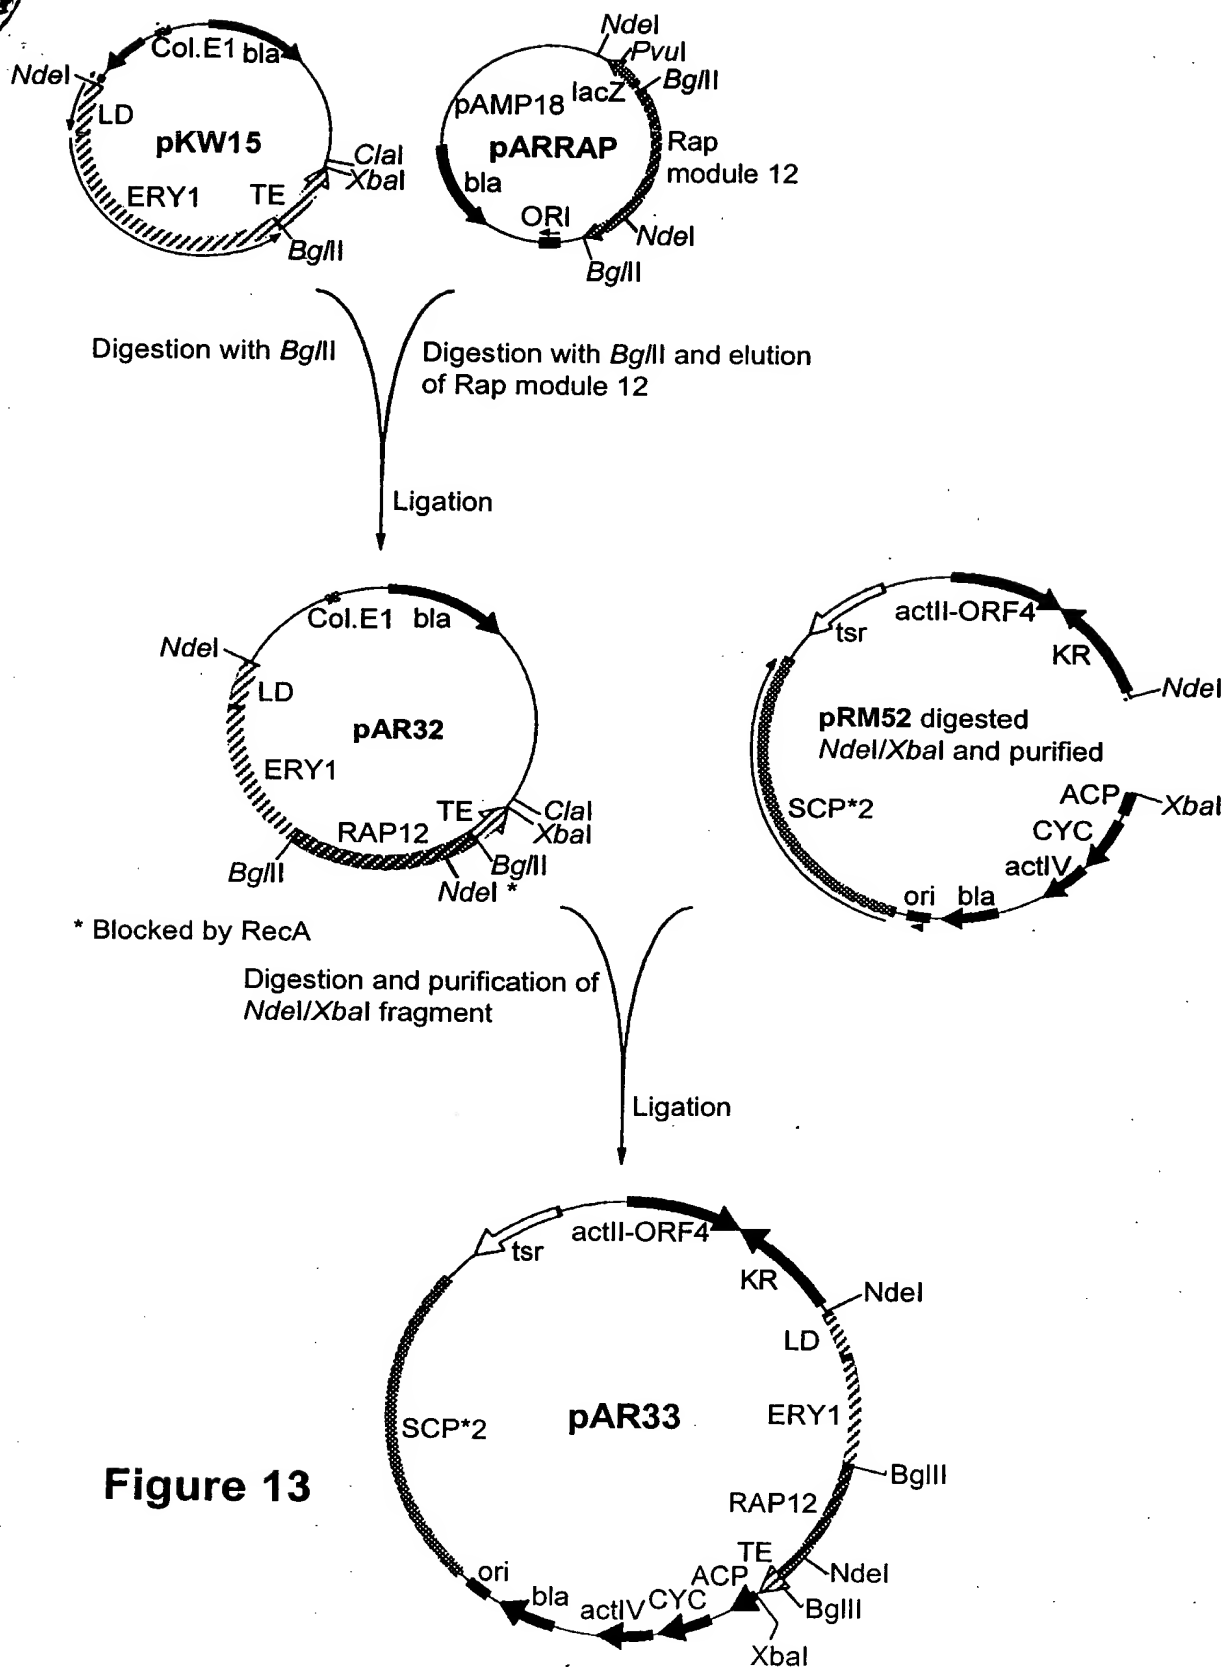 Col.E1 bla
NdeI
LD
pKW15
ClaI
XbaI
ERY1 TE
BglII
NdeI
PvuI
BglII
lacZ
pAMP18
pARRAP
Rap
module 12
bla
ORI
NdeI
BglII
Digestion with BglII
Digestion with BglII and elution
of Rap module 12
Ligation
Col.E1 bla
NdeI
LD
pAR32
ERY1
TE
ClaI
XbaI
RAP12
BglII
BglII
NdeI *
* Blocked by RecA
actII-ORF4
tsr
KR
NdeI
pRM52 digested
NdeI/XbaI and purified
ACP
XbaI
SCP*2
CYC
actIV
ori bla
Digestion and purification of
NdeI/XbaI fragment
Ligation
actII-ORF4
tsr
KR
NdeI
LD
SCP*2
pAR33
ERY1
BglII
RAP12
TE
NdeI
ACP
BglII
ori
bla
actIV CYC
XbaI
Figure 13